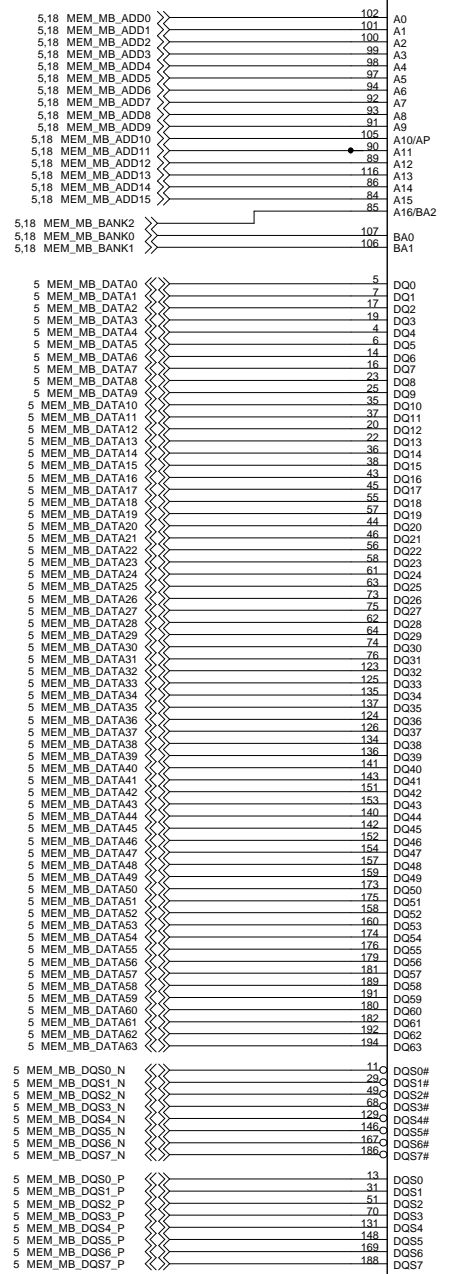 5,18 MEM_MB_ADD0 102 A0
5,18 MEM_MB_ADD1 101 A1
5,18 MEM_MB_ADD2 100 A2
5,18 MEM_MB_ADD3 99 A3
5,18 MEM_MB_ADD4 98 A4
5,18 MEM_MB_ADD5 97 A5
5,18 MEM_MB_ADD6 94 A6
5,18 MEM_MB_ADD7 92 A7
5,18 MEM_MB_ADD8 93 A8
5,18 MEM_MB_ADD9 91 A9
5,18 MEM_MB_ADD10 105 A10/AP
5,18 MEM_MB_ADD11 90 A11
5,18 MEM_MB_ADD12 89 A12
5,18 MEM_MB_ADD13 116 A13
5,18 MEM_MB_ADD14 86 A14
5,18 MEM_MB_ADD15 84 A15
5,18 MEM_MB_BANK2 85 A16/BA2
5,18 MEM_MB_BANK0 107 BA0
5,18 MEM_MB_BANK1 106 BA1
5 MEM_MB_DATA0 5 DQ0
5 MEM_MB_DATA1 7 DQ1
5 MEM_MB_DATA2 17 DQ2
5 MEM_MB_DATA3 19 DQ3
5 MEM_MB_DATA4 4 DQ4
5 MEM_MB_DATA5 6 DQ5
5 MEM_MB_DATA6 14 DQ6
5 MEM_MB_DATA7 16 DQ7
5 MEM_MB_DATA8 23 DQ8
5 MEM_MB_DATA9 25 DQ9
5 MEM_MB_DATA10 35 DQ10
5 MEM_MB_DATA11 37 DQ11
5 MEM_MB_DATA12 20 DQ12
5 MEM_MB_DATA13 22 DQ13
5 MEM_MB_DATA14 36 DQ14
5 MEM_MB_DATA15 38 DQ15
5 MEM_MB_DATA16 43 DQ16
5 MEM_MB_DATA17 45 DQ17
5 MEM_MB_DATA18 55 DQ18
5 MEM_MB_DATA19 57 DQ19
5 MEM_MB_DATA20 44 DQ20
5 MEM_MB_DATA21 46 DQ21
5 MEM_MB_DATA22 56 DQ22
5 MEM_MB_DATA23 58 DQ23
5 MEM_MB_DATA24 61 DQ24
5 MEM_MB_DATA25 63 DQ25
5 MEM_MB_DATA26 73 DQ26
5 MEM_MB_DATA27 75 DQ27
5 MEM_MB_DATA28 62 DQ28
5 MEM_MB_DATA29 64 DQ29
5 MEM_MB_DATA30 74 DQ30
5 MEM_MB_DATA31 76 DQ31
5 MEM_MB_DATA32 123 DQ32
5 MEM_MB_DATA33 125 DQ33
5 MEM_MB_DATA34 135 DQ34
5 MEM_MB_DATA35 137 DQ35
5 MEM_MB_DATA36 124 DQ36
5 MEM_MB_DATA37 126 DQ37
5 MEM_MB_DATA38 134 DQ38
5 MEM_MB_DATA39 136 DQ39
5 MEM_MB_DATA40 141 DQ40
5 MEM_MB_DATA41 143 DQ41
5 MEM_MB_DATA42 151 DQ42
5 MEM_MB_DATA43 153 DQ43
5 MEM_MB_DATA44 140 DQ44
5 MEM_MB_DATA45 142 DQ45
5 MEM_MB_DATA46 152 DQ46
5 MEM_MB_DATA47 154 DQ47
5 MEM_MB_DATA48 157 DQ48
5 MEM_MB_DATA49 159 DQ49
5 MEM_MB_DATA50 173 DQ50
5 MEM_MB_DATA51 175 DQ51
5 MEM_MB_DATA52 158 DQ52
5 MEM_MB_DATA53 160 DQ53
5 MEM_MB_DATA54 174 DQ54
5 MEM_MB_DATA55 176 DQ55
5 MEM_MB_DATA56 179 DQ56
5 MEM_MB_DATA57 181 DQ57
5 MEM_MB_DATA58 189 DQ58
5 MEM_MB_DATA59 191 DQ59
5 MEM_MB_DATA60 180 DQ60
5 MEM_MB_DATA61 182 DQ61
5 MEM_MB_DATA62 192 DQ62
5 MEM_MB_DATA63 194 DQ63
5 MEM_MB_DQS0_N 11 DQS0#
5 MEM_MB_DQS1_N 29 DQS1#
5 MEM_MB_DQS2_N 49 DQS2#
5 MEM_MB_DQS3_N 68 DQS3#
5 MEM_MB_DQS4_N 129 DQS4#
5 MEM_MB_DQS5_N 146 DQS5#
5 MEM_MB_DQS6_N 167 DQS6#
5 MEM_MB_DQS7_N 186 DQS7#
5 MEM_MB_DQS0_P 13 DQS0
5 MEM_MB_DQS1_P 31 DQS1
5 MEM_MB_DQS2_P 51 DQS2
5 MEM_MB_DQS3_P 70 DQS3
5 MEM_MB_DQS4_P 131 DQS4
5 MEM_MB_DQS5_P 148 DQS5
5 MEM_MB_DQS6_P 169 DQS6
5 MEM_MB_DQS7_P 188 DQS7